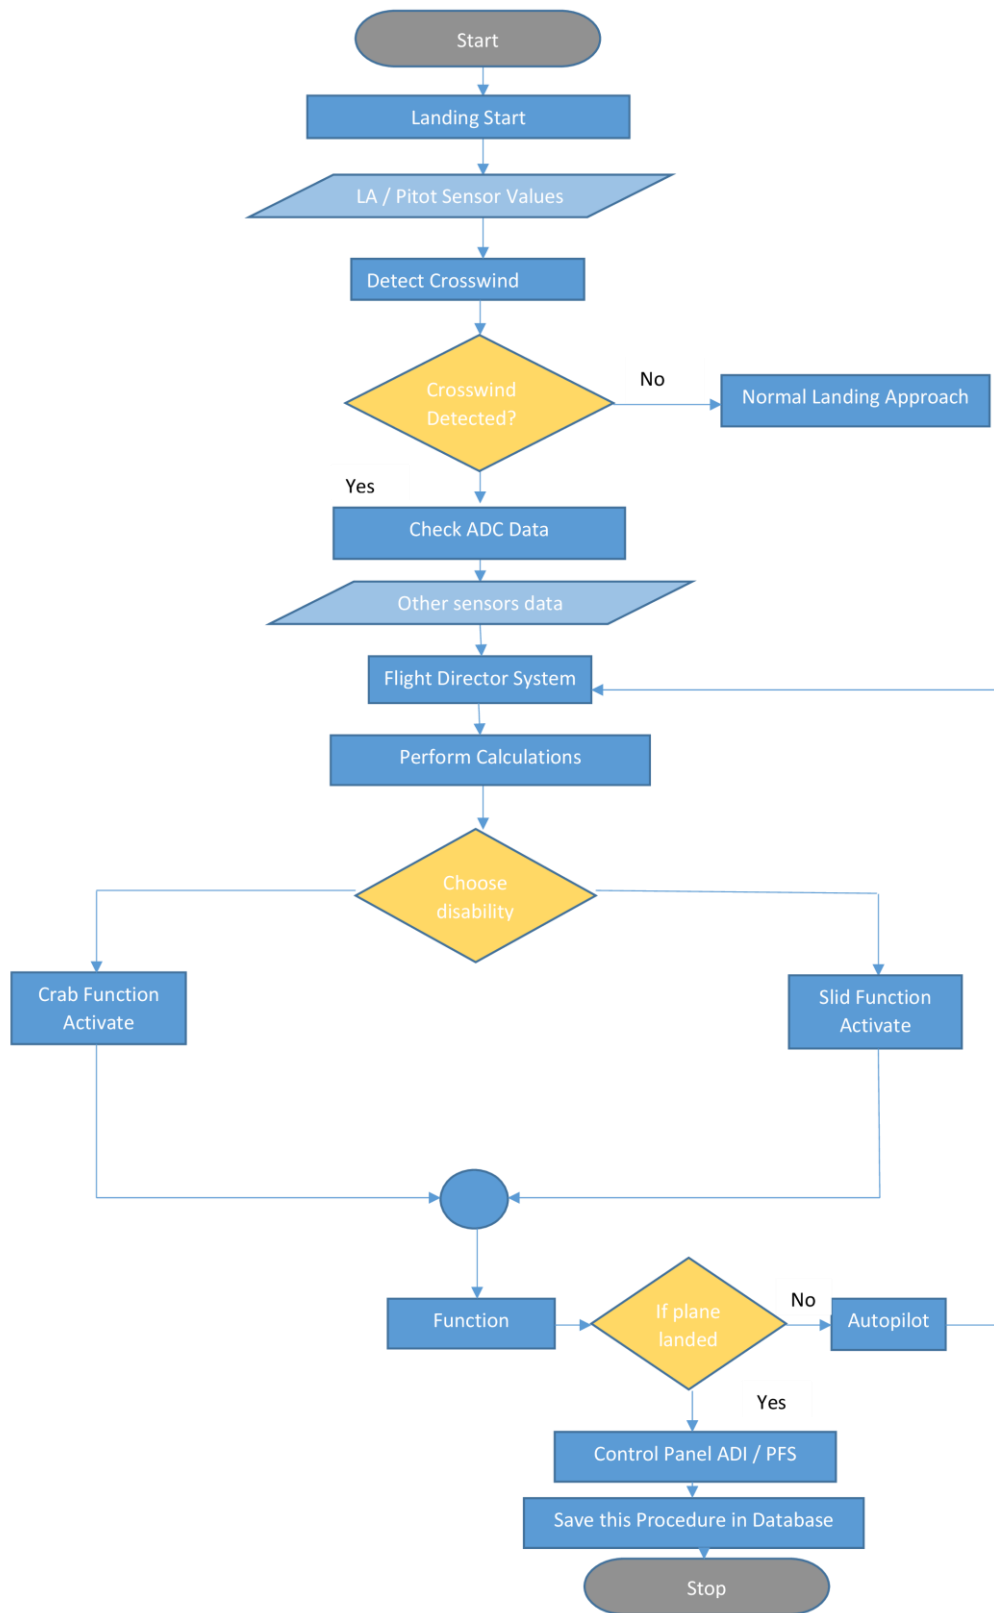 Start
Landing Start
LA / Pitot Sensor Values
Detect Crosswind
Crosswind
Detected?
No
Normal Landing Approach
Yes
Check ADC Data
Other sensors data
Flight Director System
Perform Calculations
Choose
disability
Crab Function
Activate
Slid Function
Activate
Function
If plane
landed
No
Autopilot
Yes
Control Panel ADI / PFS
Save this Procedure in Database
Stop